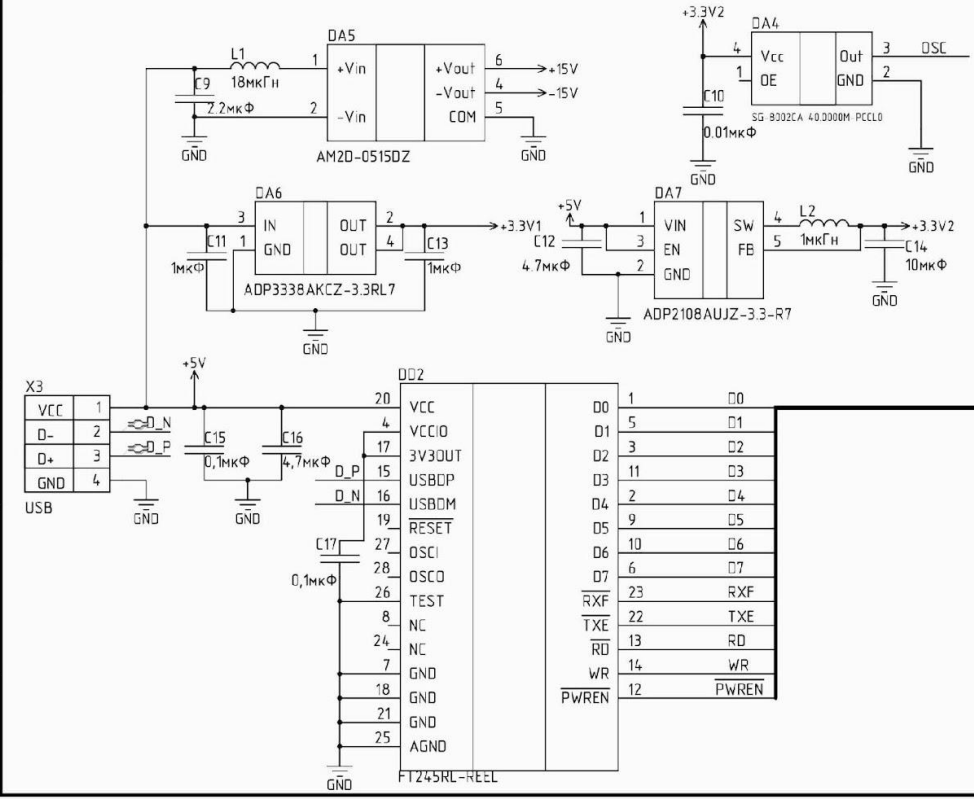 DA5
L1
18мкГн
C9
2.2мкФ
GND
1
2
+Vin
-Vin
+Vout
-Vout
COM
6
4
5
+15V
-15V
GND
AM2D-0515DZ
+3.3V2
DA4
4
1
Vcc
OE
Out
GND
3
2
OSC
C10
0.01мкФ
GND
SG-8002CA 40.0000M-PCCL0
GND
DA6
3
1
IN
GND
OUT
OUT
2
4
+3.3V1
C11
1мкФ
C13
1мкФ
ADP3338AKCZ-3.3RL7
GND
DA7
+5V
C12
4.7мкФ
1
3
2
VIN
EN
GND
SW
FB
4
5
L2
1мкГн
+3.3V2
C14
10мкФ
GND
GND
ADP2108AUJZ-3.3-R7
X3
VCC 1
D- 2
D+ 3
GND 4
USB
D_N
D_P
GND
+5V
C15
0,1мкФ
C16
4,7мкФ
GND
DD2
20 VCC
4 VCCIO
17 3V3OUT
D_P 15 USBDP
D_N 16 USBDM
19 RESET
27 OSCI
28 OSCO
26 TEST
8 NC
24 NC
7 GND
18 GND
21 GND
25 AGND
C17
0,1мкФ
GND
D0 1 D0
D1 5 D1
D2 3 D2
D3 11 D3
D4 2 D4
D5 9 D5
D6 10 D6
D7 6 D7
RXF 23 RXF
TXE 22 TXE
RD 13 RD
WR 14 WR
PWREN 12 PWREN
FT245RL-REEL